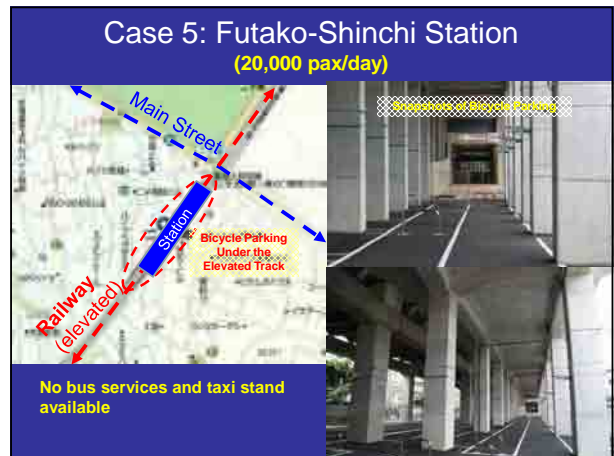 Case 5: Futako-Shinchi Station
(20,000 pax/day)
Main Street
Snapshots of Bicycle Parking
Station
Bicycle Parking
Under the
Elevated Track
Railway
(elevated)
No bus services and taxi stand
available